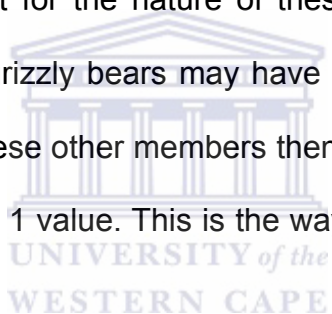 t for the nature of these
rizzly bears may have
ese other members then
1 value. This is the wa
UNIVERSITY of the
WESTERN CAPE